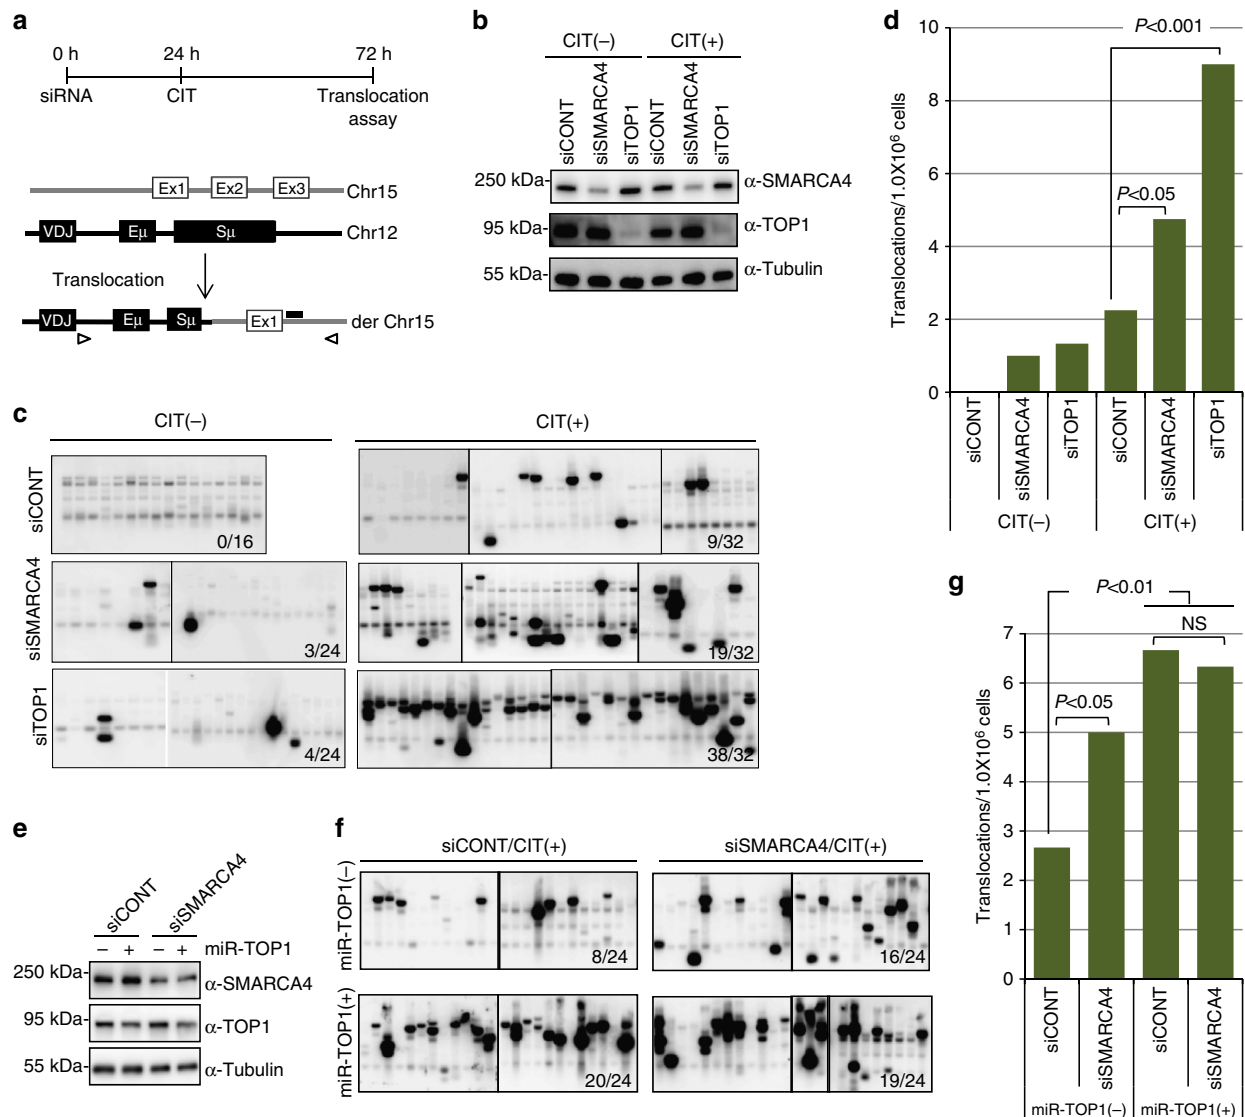 a
0 h
24 h
72 h
siRNA
CIT
Translocation
assay
Ex1
Ex2
Ex3
Chr15
VDJ
Eμ
Sμ
Chr12
Translocation
VDJ
Eμ
Sμ
Ex1
der Chr15
b
CIT(–)
CIT(+)
siCONT
siSMARCA4
siTOP1
siCONT
siSMARCA4
siTOP1
250 kDa-
α-SMARCA4
95 kDa-
α-TOP1
55 kDa-
α-Tubulin
c
CIT(–)
CIT(+)
siCONT
0/16
9/32
siSMARCA4
3/24
19/32
siTOP1
4/24
38/32
d
Translocations/1.0X10⁶ cells
10
8
6
4
2
0
P<0.001
P<0.05
siCONT
siSMARCA4
siTOP1
siCONT
siSMARCA4
siTOP1
CIT(–)
CIT(+)
e
siCONT
siSMARCA4
– + – + miR-TOP1
250 kDa-
α-SMARCA4
95 kDa-
α-TOP1
55 kDa-
α-Tubulin
f
siCONT/CIT(+)
siSMARCA4/CIT(+)
miR-TOP1(–)
8/24
16/24
miR-TOP1(+)
20/24
19/24
g
Translocations/1.0X10⁶ cells
7
6
5
4
3
2
1
0
P<0.01
NS
P<0.05
siCONT
siSMARCA4
siCONT
siSMARCA4
miR-TOP1(–)
miR-TOP1(+)